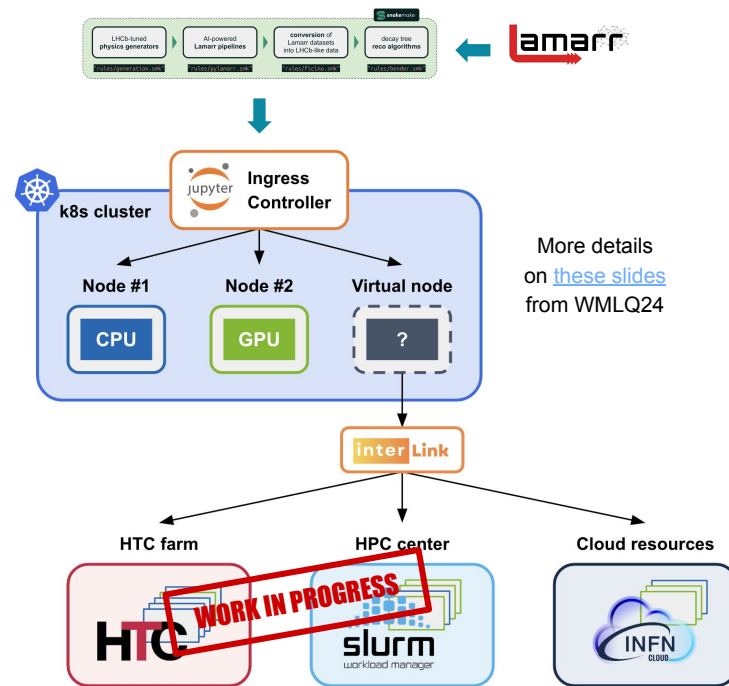 snakemake
LHCb-tuned
physics generators
AI-powered
Lamarr pipelines
conversion of
Lamarr datasets
into LHCb-like data
decay tree
reco algorithms
"rules/generation.smk"
"rules/pylamarr.smk"
"rules/ficino.smk"
"rules/bender.smk"
Lamarr
jupyter
Ingress
Controller
k8s cluster
Node #1
Node #2
Virtual node
CPU
GPU
?
More details
on these slides
from WMLQ24
inter Link
HTC farm
HPC center
Cloud resources
WORK IN PROGRESS
HTC
slurm
workload manager
INFN
CLOUD